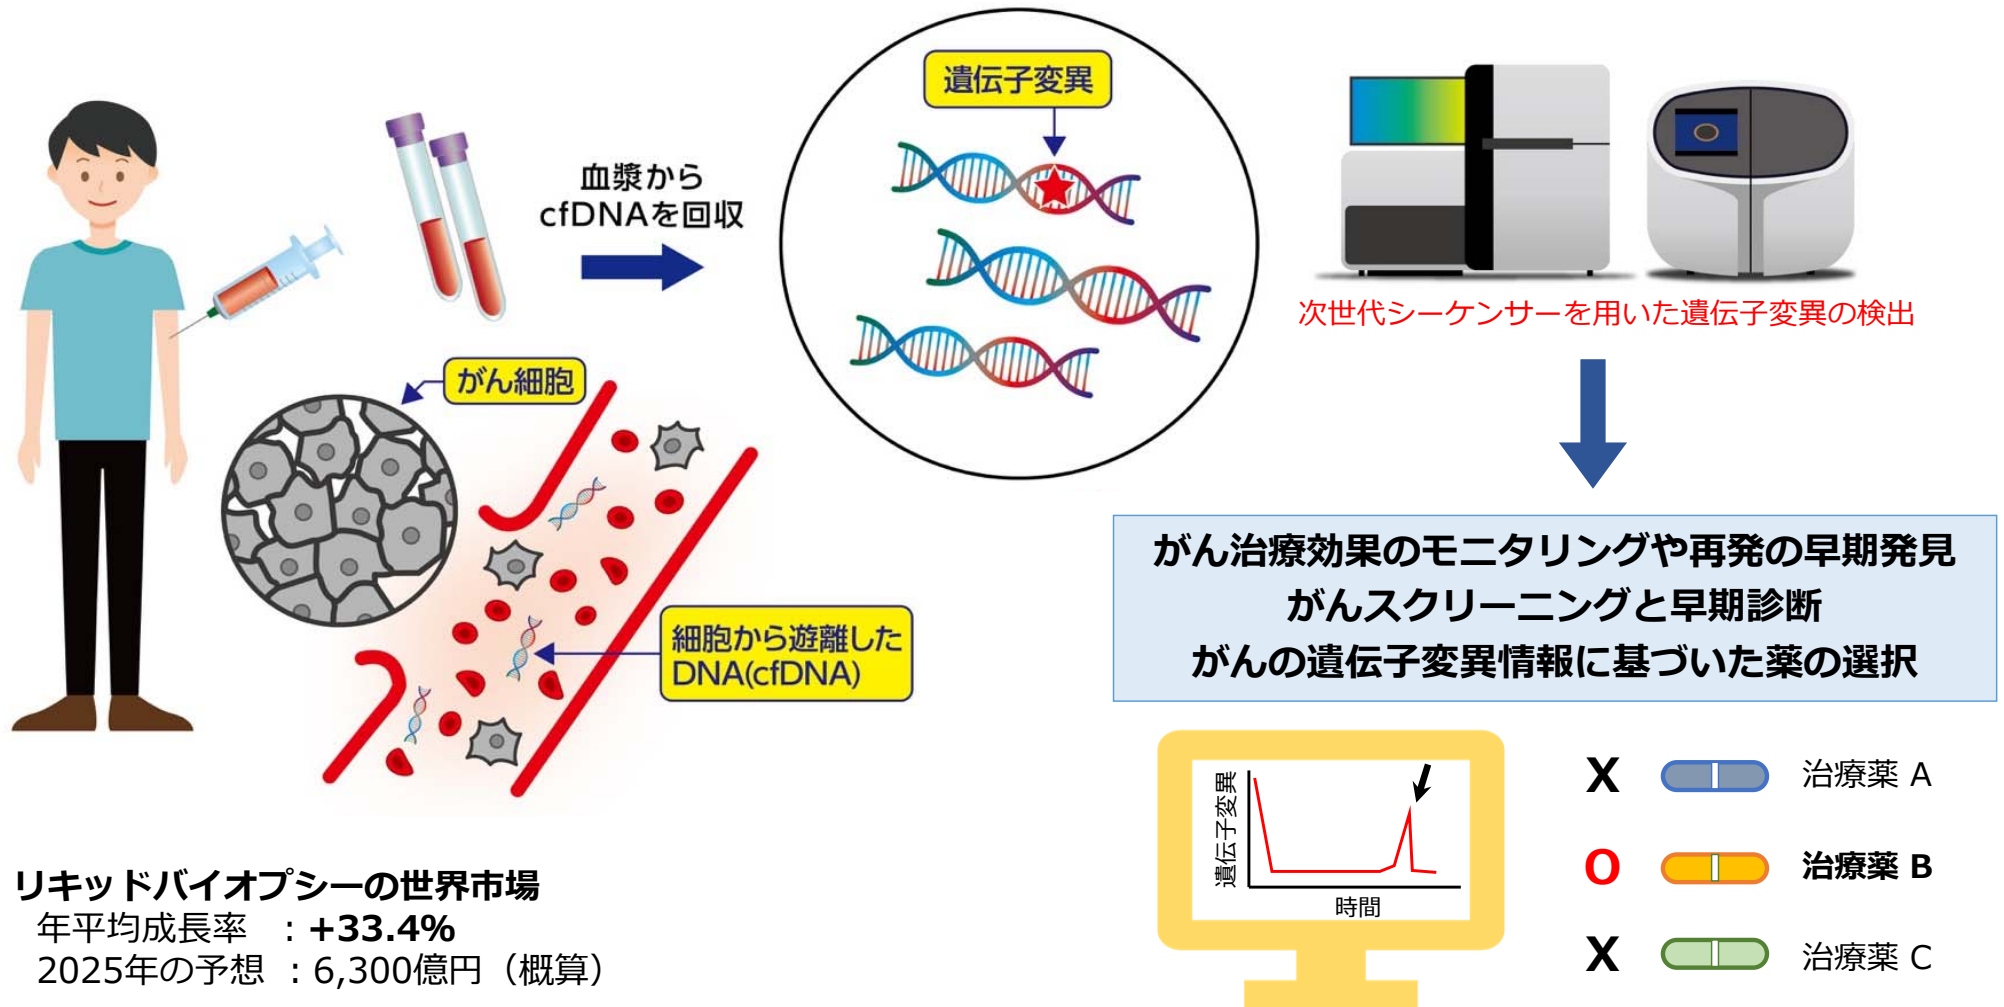 遺伝子変異
血漿から
cfDNAを回収
次世代シーケンサーを用いた遺伝子変異の検出
がん細胞
細胞から遊離した
DNA(cfDNA)
がん治療効果のモニタリングや再発の早期発見
がんスクリーニングと早期診断
がんの遺伝子変異情報に基づいた薬の選択
遺伝子変異
時間
X 治療薬 A
O 治療薬 B
X 治療薬 C
リキッドバイオプシーの世界市場
年平均成長率 ：+33.4%
2025年の予想 ：6,300億円（概算）